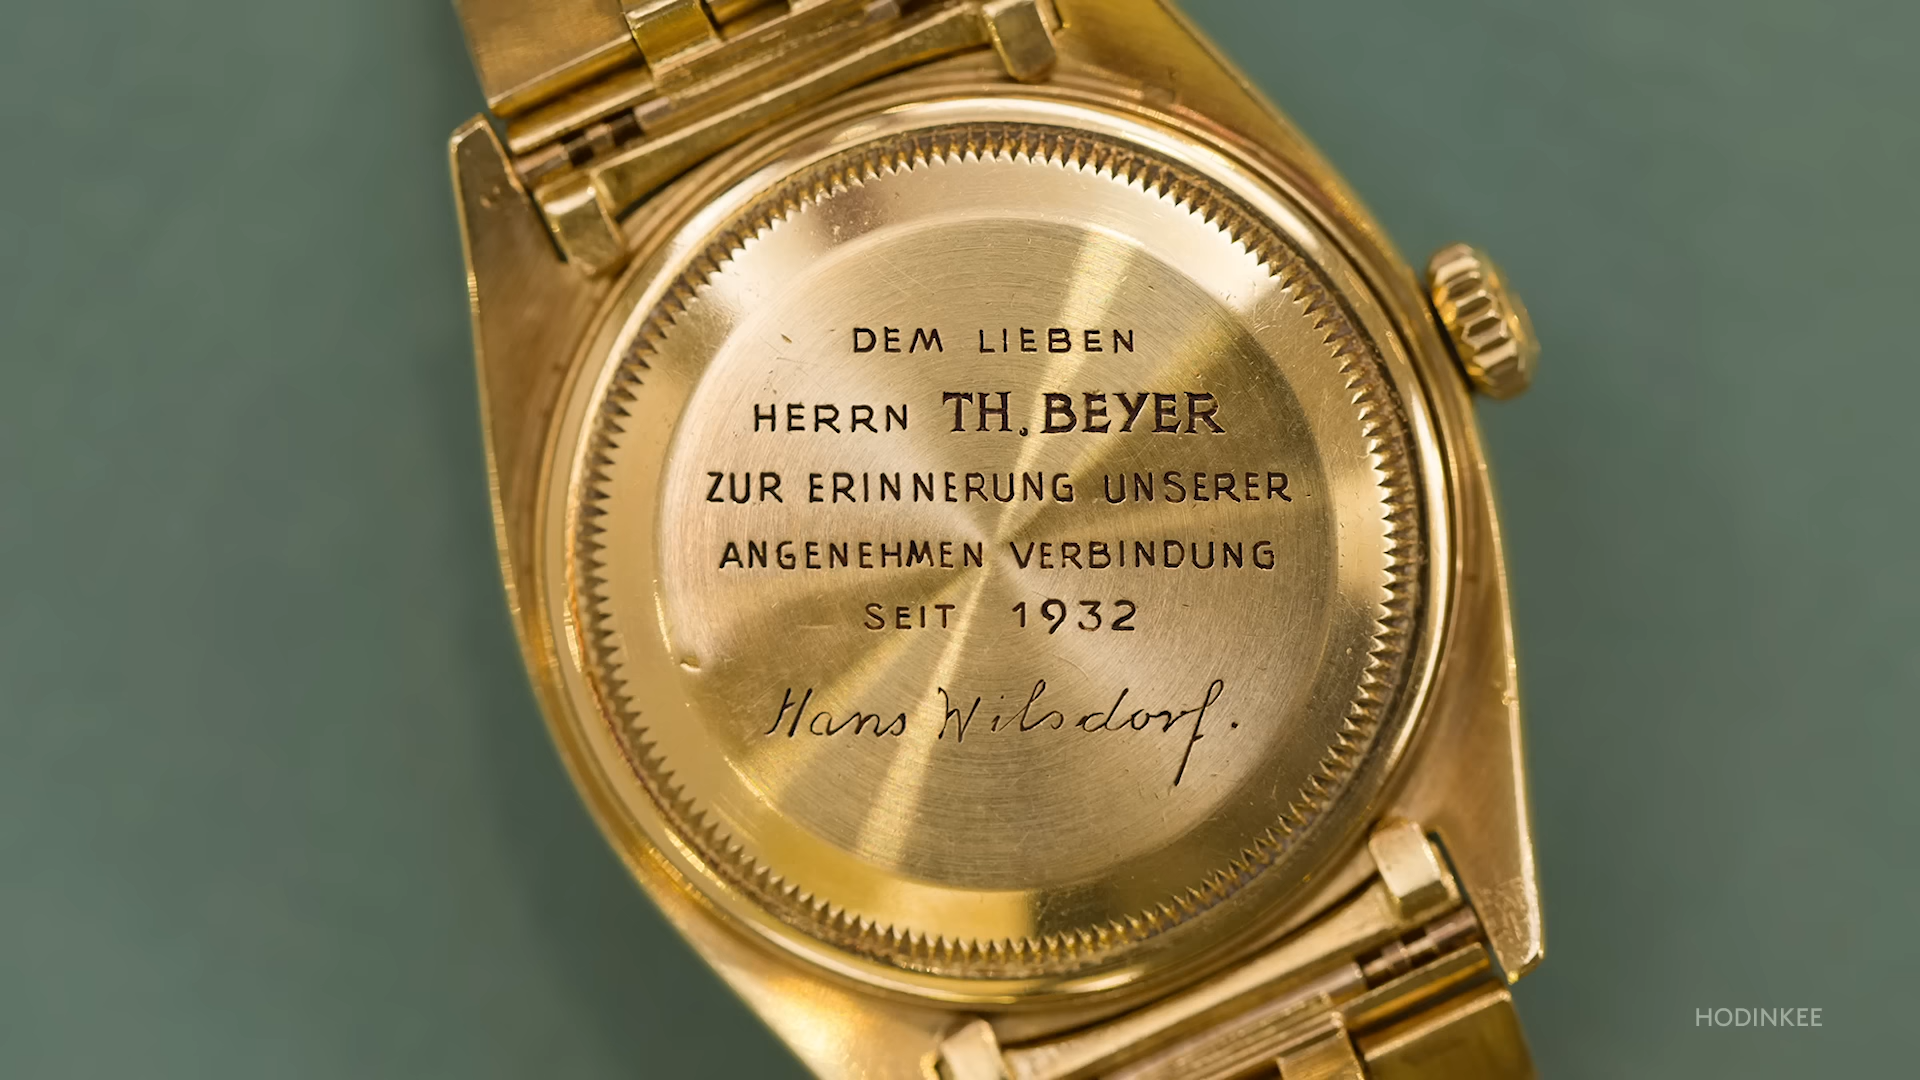 DEM LIEBEN
HERRN TH. BEYER
ZUR ERINNERUNG UNSERER
ANGENEHMEN VERBINDUNG
SEIT 1932
Hans Wilsdorf.
HODINKEE